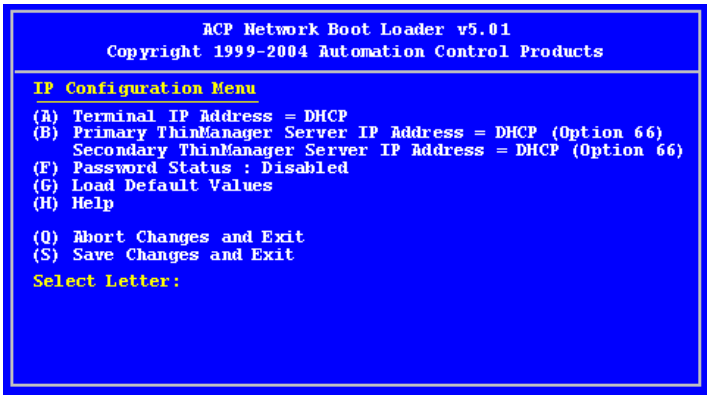 ACP Network Boot Loader v5.01
Copyright 1999-2004 Automation Control Products
IP Configuration Menu
(A) Terminal IP Address = DHCP
(B) Primary ThinManager Server IP Address = DHCP (Option 66)
Secondary ThinManager Server IP Address = DHCP (Option 66)
(F) Password Status : Disabled
(G) Load Default Values
(H) Help
(Q) Abort Changes and Exit
(S) Save Changes and Exit
Select Letter: